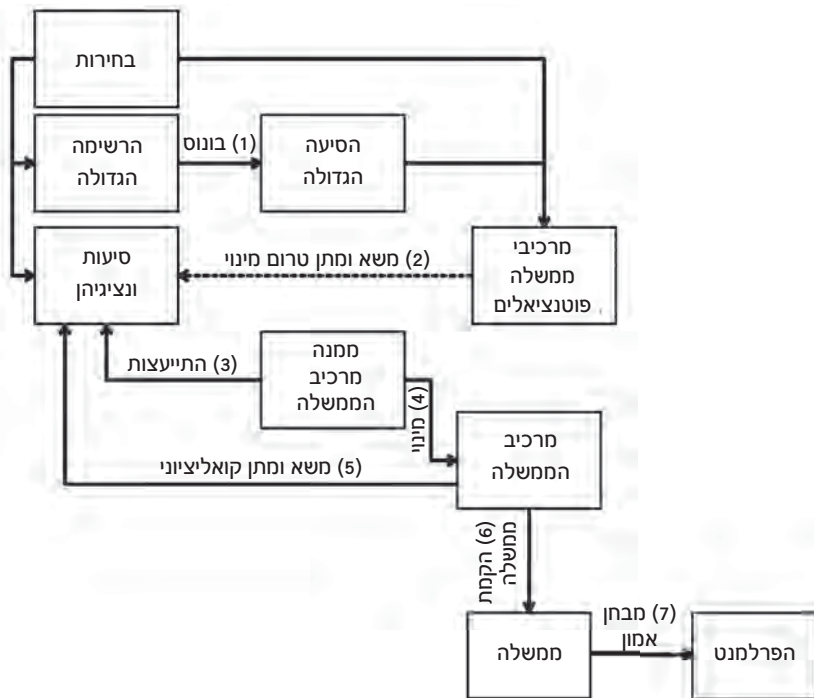 בחירות
הרשימה
הגדולה
(1) בונוס
הסיעה
הגדולה
סיעות
ונציגיהן
(2) משא ומתן טרום מינוי
מרכיבי
ממשלה
פוטנציאלים
(3) התייעצות
ממנה
מרכיב
הממשלה
(4) מינוי
מרכיב
הממשלה
(5) משא ומתן קואליציוני
(6) הקמת
ממשלה
ממשלה
(7) מבחן
אמון
הפרלמנט